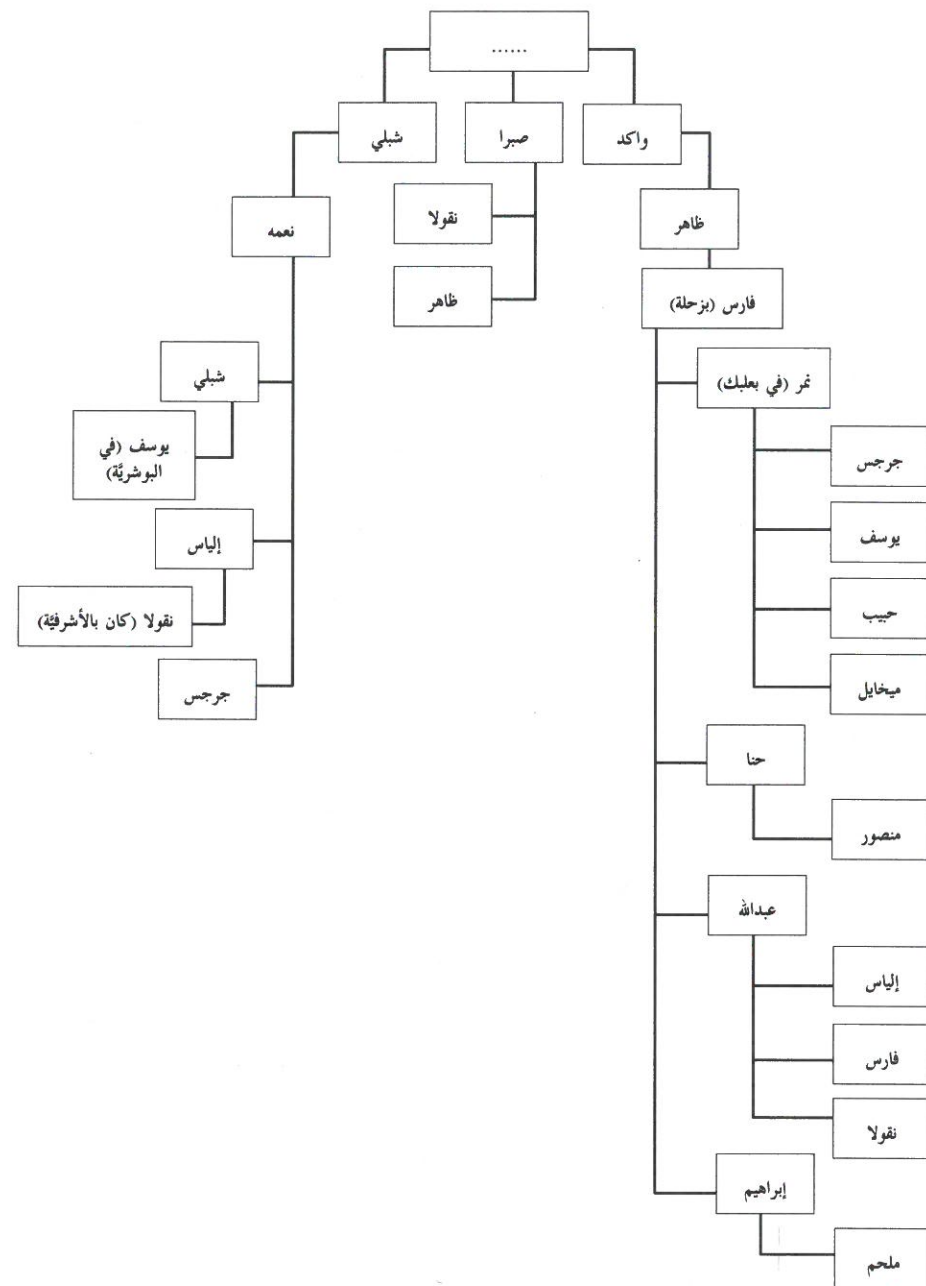 ......
واكد
صبرا
شبلي
ظاهر
فارس (بزحلة)
نمر (في بعلبك)
جرجس
يوسف
حبيب
ميخايل
حنا
منصور
عبدالله
إلياس
فارس
نقولا
إبراهيم
ملحم
نقولا
ظاهر
نعمه
شبلي
يوسف (في
البوشريَّة)
إلياس
نقولا (كان بالأشرفيَّة)
جرجس